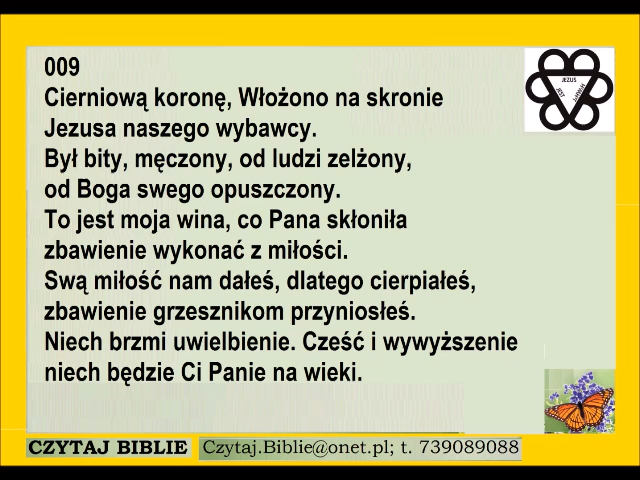 009
Cierniową koronę, Włożono na skronie
Jezusa naszego wybawcy.
Był bity, męczony, od ludzi zelżony,
od Boga swego opuszczony.
To jest moja wina, co Pana skłoniła
zbawienie wykonać z miłości.
Swą miłość nam dałeś, dlatego cierpiałeś,
zbawienie grzesznikom przyniosłeś.
Niech brzmi uwielbienie. Cześć i wywyższenie
niech będzie Ci Panie na wieki.
JEZUS
JEST
CZYTAJ BIBLIE Czytaj.Biblie@onet.pl; t. 739089088